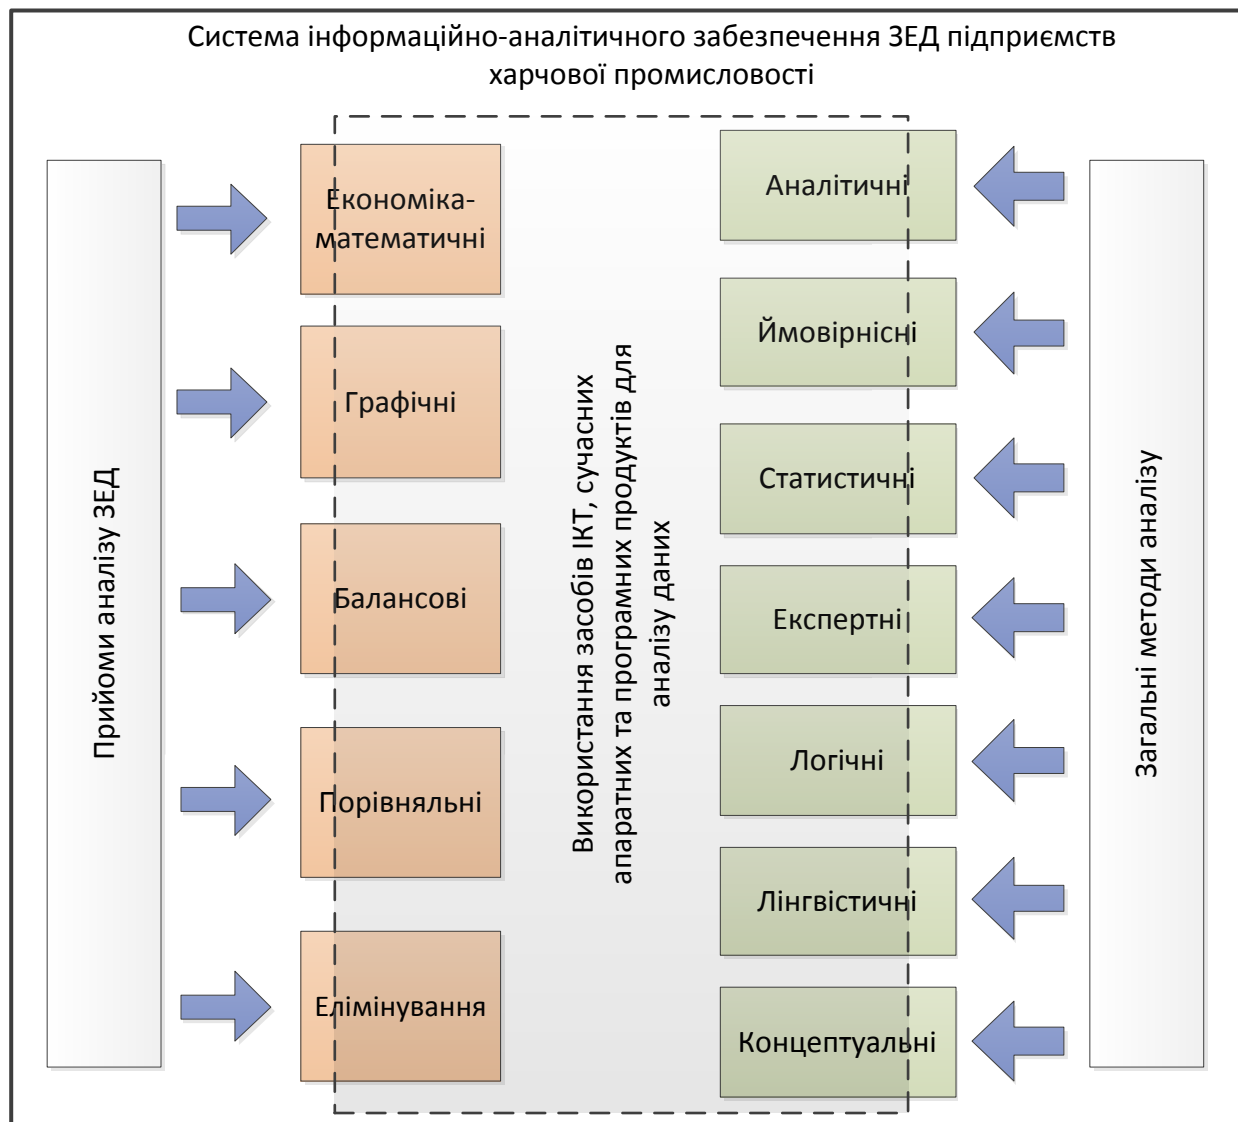 Система інформаційно-аналітичного забезпечення ЗЕД підприємств
харчової промисловості
Прийоми аналізу ЗЕД
Економіка-
математичні
Графічні
Балансові
Порівняльні
Елімінування
Використання засобів ІКТ, сучасних
апаратних та програмних продуктів для
аналізу даних
Аналітичні
Ймовірнісні
Статистичні
Експертні
Логічні
Лінгвістичні
Концептуальні
Загальні методи аналізу